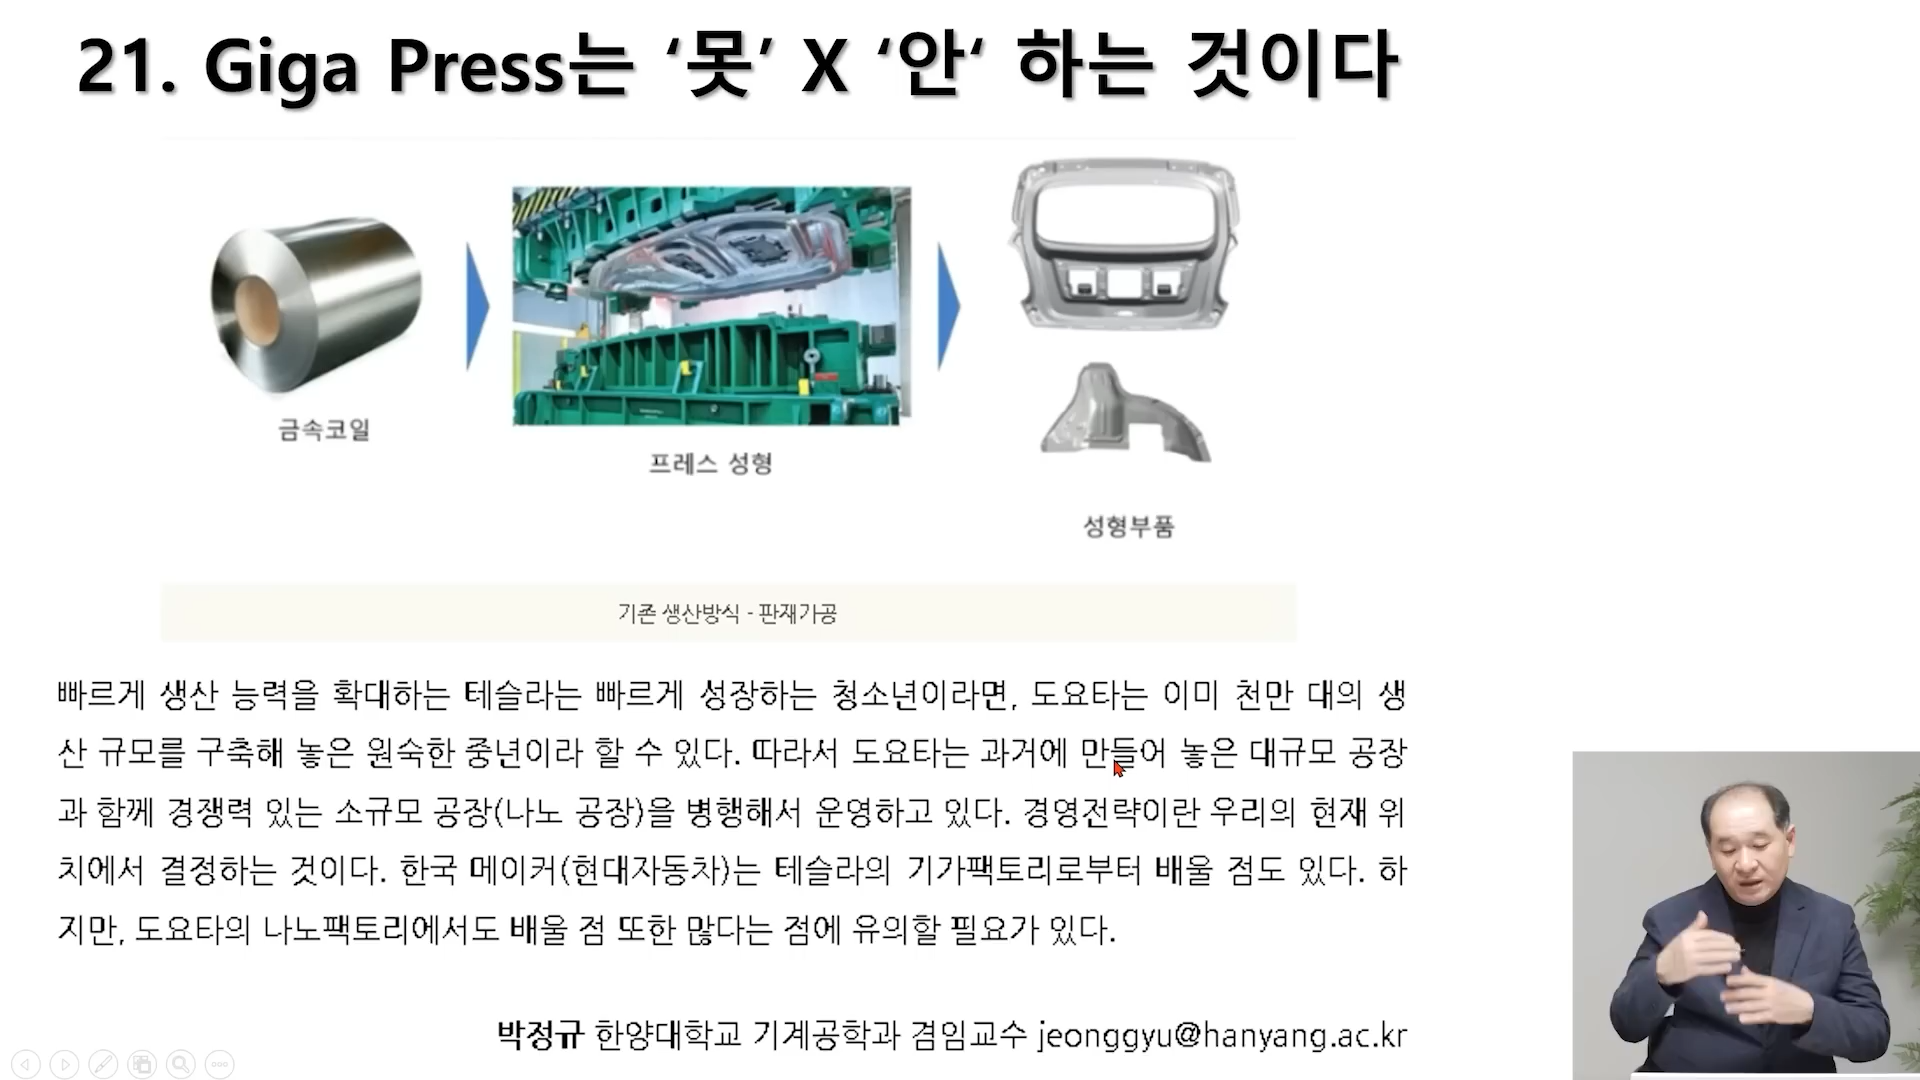 21. Giga Press는 ‘못’ X ‘안‘ 하는 것이다
금속코일
프레스 성형
성형부품
기존 생산방식 - 판재가공
빠르게 생산 능력을 확대하는 테슬라는 빠르게 성장하는 청소년이라면, 도요타는 이미 천만 대의 생
산 규모를 구축해 놓은 원숙한 중년이라 할 수 있다. 따라서 도요타는 과거에 만들어 놓은 대규모 공장
과 함께 경쟁력 있는 소규모 공장(나노 공장)을 병행해서 운영하고 있다. 경영전략이란 우리의 현재 위
치에서 결정하는 것이다. 한국 메이커(현대자동차)는 테슬라의 기가팩토리로부터 배울 점도 있다. 하
지만, 도요타의 나노팩토리에서도 배울 점 또한 많다는 점에 유의할 필요가 있다.
박정규 한양대학교 기계공학과 겸임교수 jeonggyu@hanyang.ac.kr